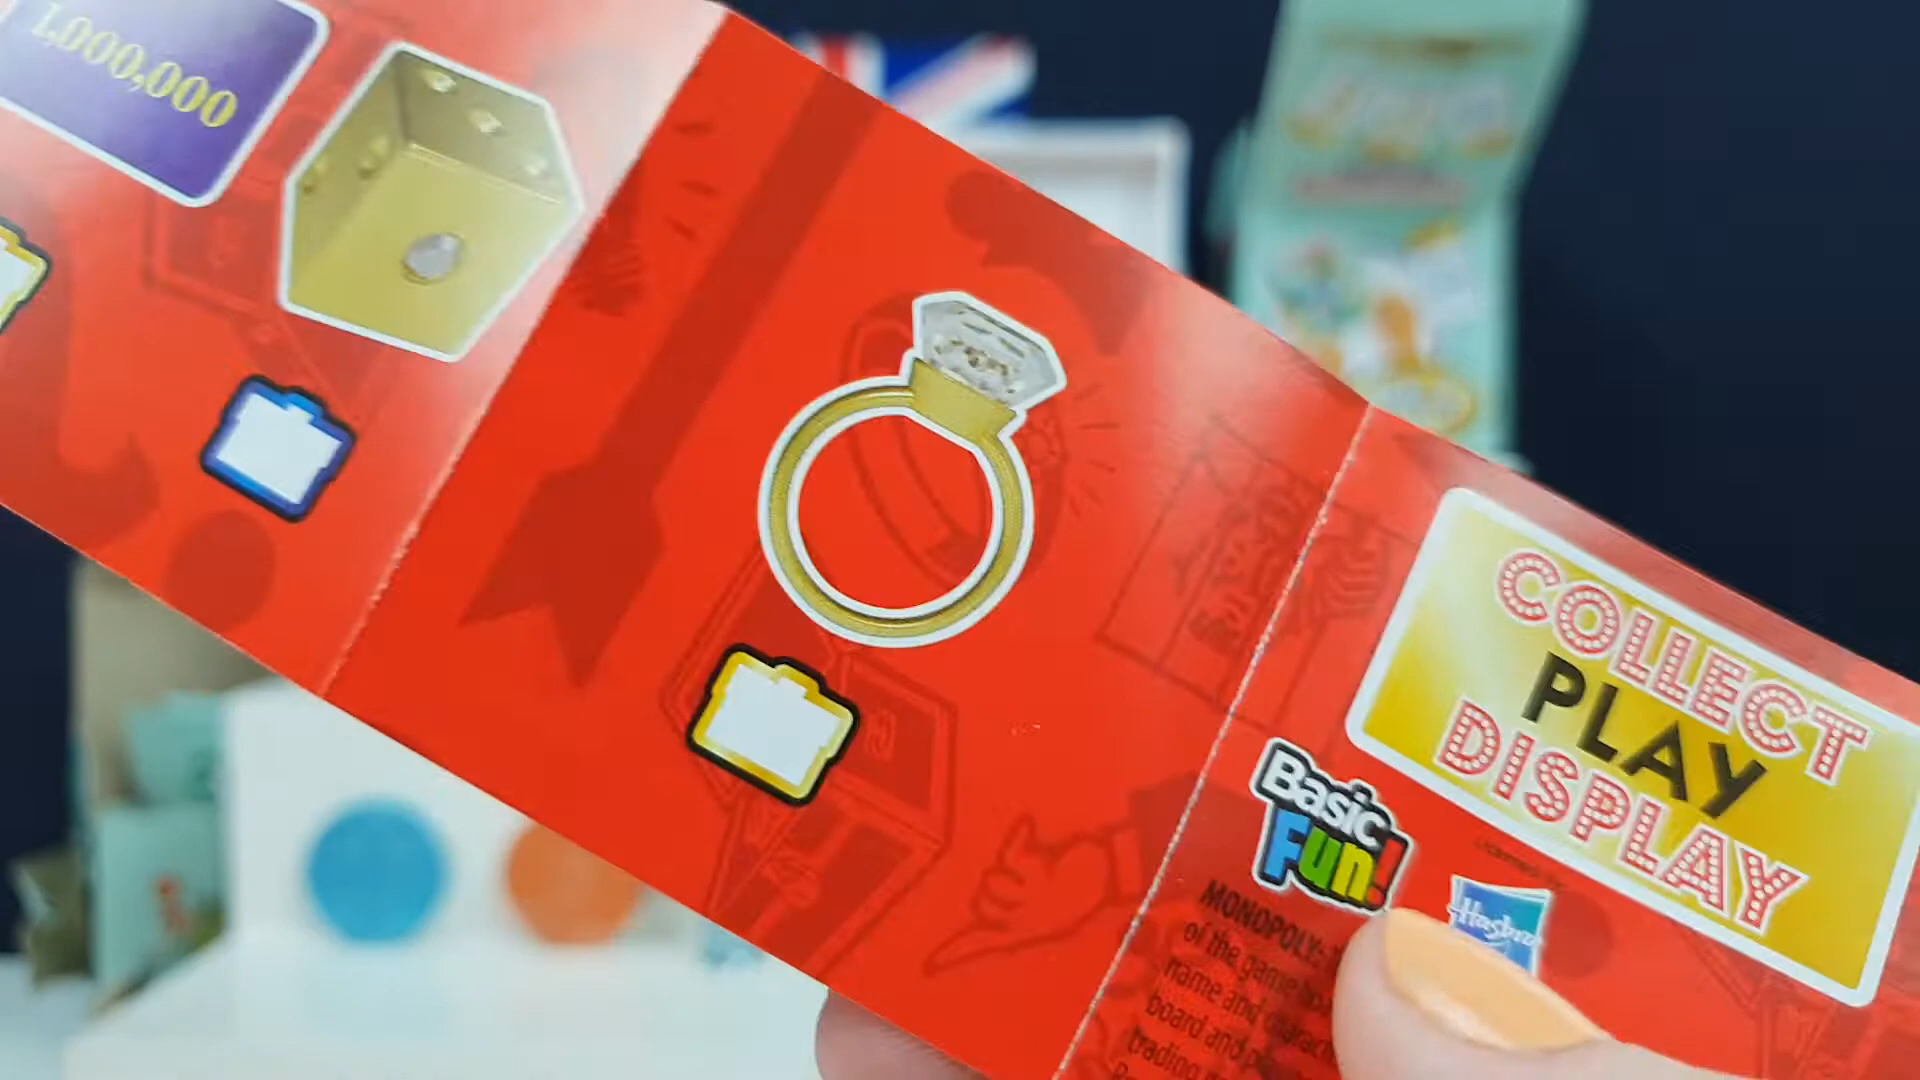 1,000,000
COLLECT
PLAY
DISPLAY
Basic
Fun!
Hasbro
MONOPOLY:
of the game
name and
board and
trading